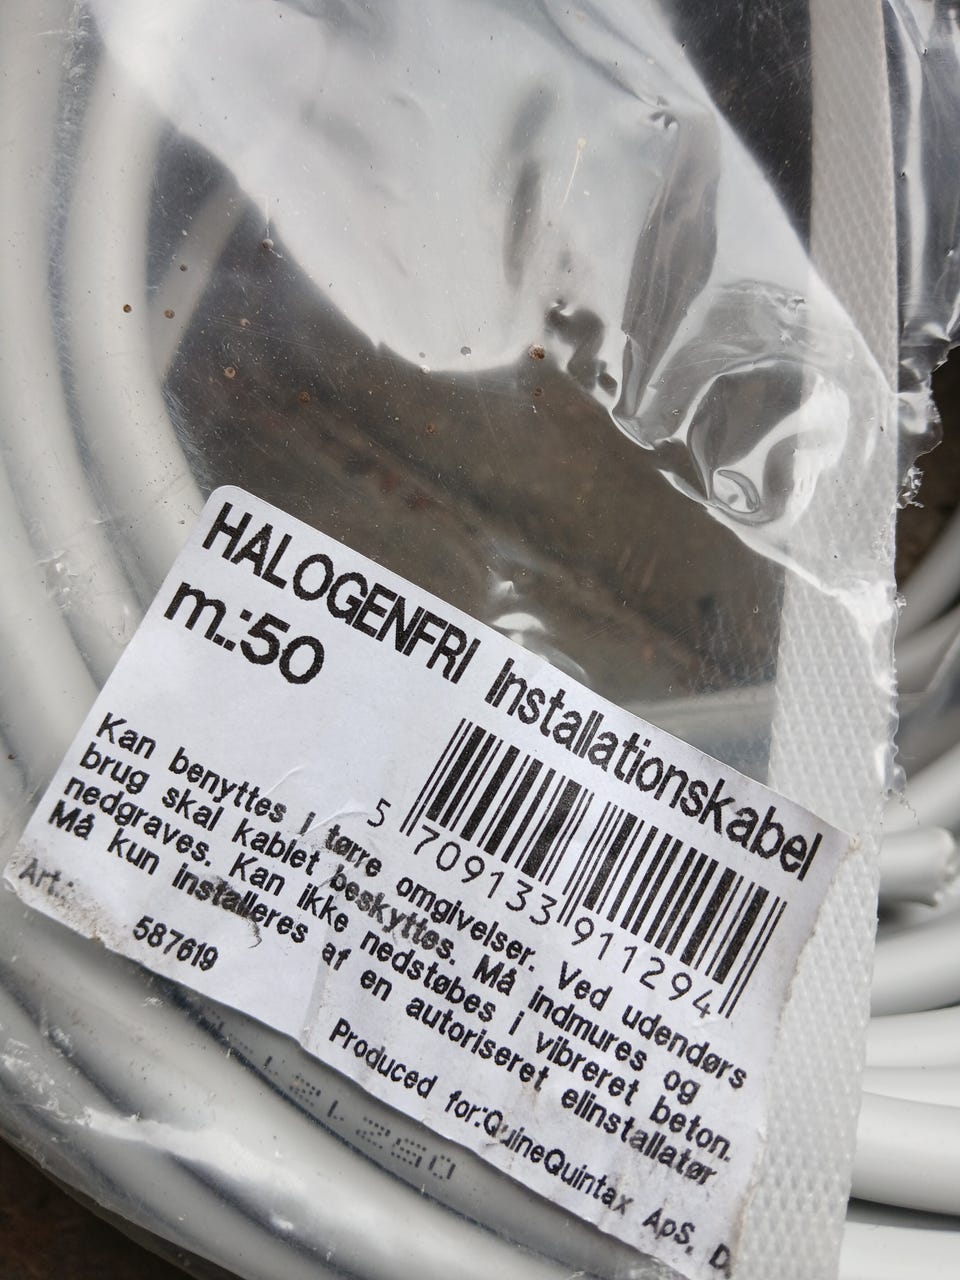 HALOGENFRI Installationskabel
m.:50
5 709133 911294
Kan benyttes i tørre omgivelser. Ved udendørs
brug skal kablet beskyttes. Må indmures og
nedgraves. Kan ikke nedstøbes i vibreret beton.
Må kun installeres af en autoriseret elinstallatør
Art.
587619
Produced for:QuineQuintax ApS. D.